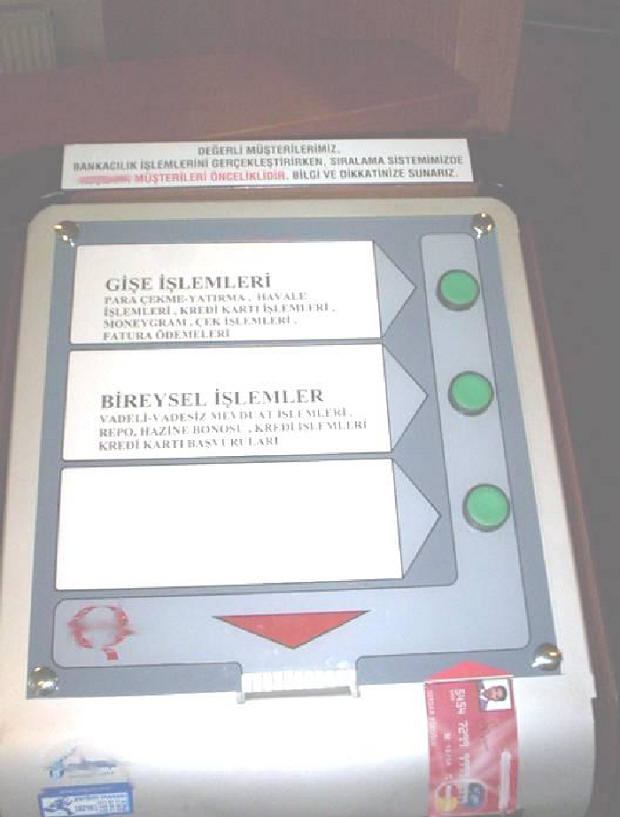 DEĞERLİ MÜŞTERİLERİMİZ,
BANKACILIK İŞLEMLERİNİ GERÇEKLEŞTİRİRKEN, SIRALAMA SİSTEMİMİZDE
MÜŞTERİLERİ ÖNCELİKLİDİR. BİLGİ VE DİKKATİNİZE SUNARIZ.
GİŞE İŞLEMLERİ
PARA ÇEKME-YATIRMA , HAVALE
İŞLEMLERİ , KREDİ KARTI İŞLEMLERİ ,
MONEYGRAM , ÇEK İŞLEMLERİ ,
FATURA ÖDEMELERİ
BİREYSEL İŞLEMLER
VADELİ-VADESİZ MEVDUAT İŞLEMLERİ ,
REPO, HAZİNE BONOSU , KREDİ İŞLEMLERİ
KREDİ KARTI BAŞVURULARI